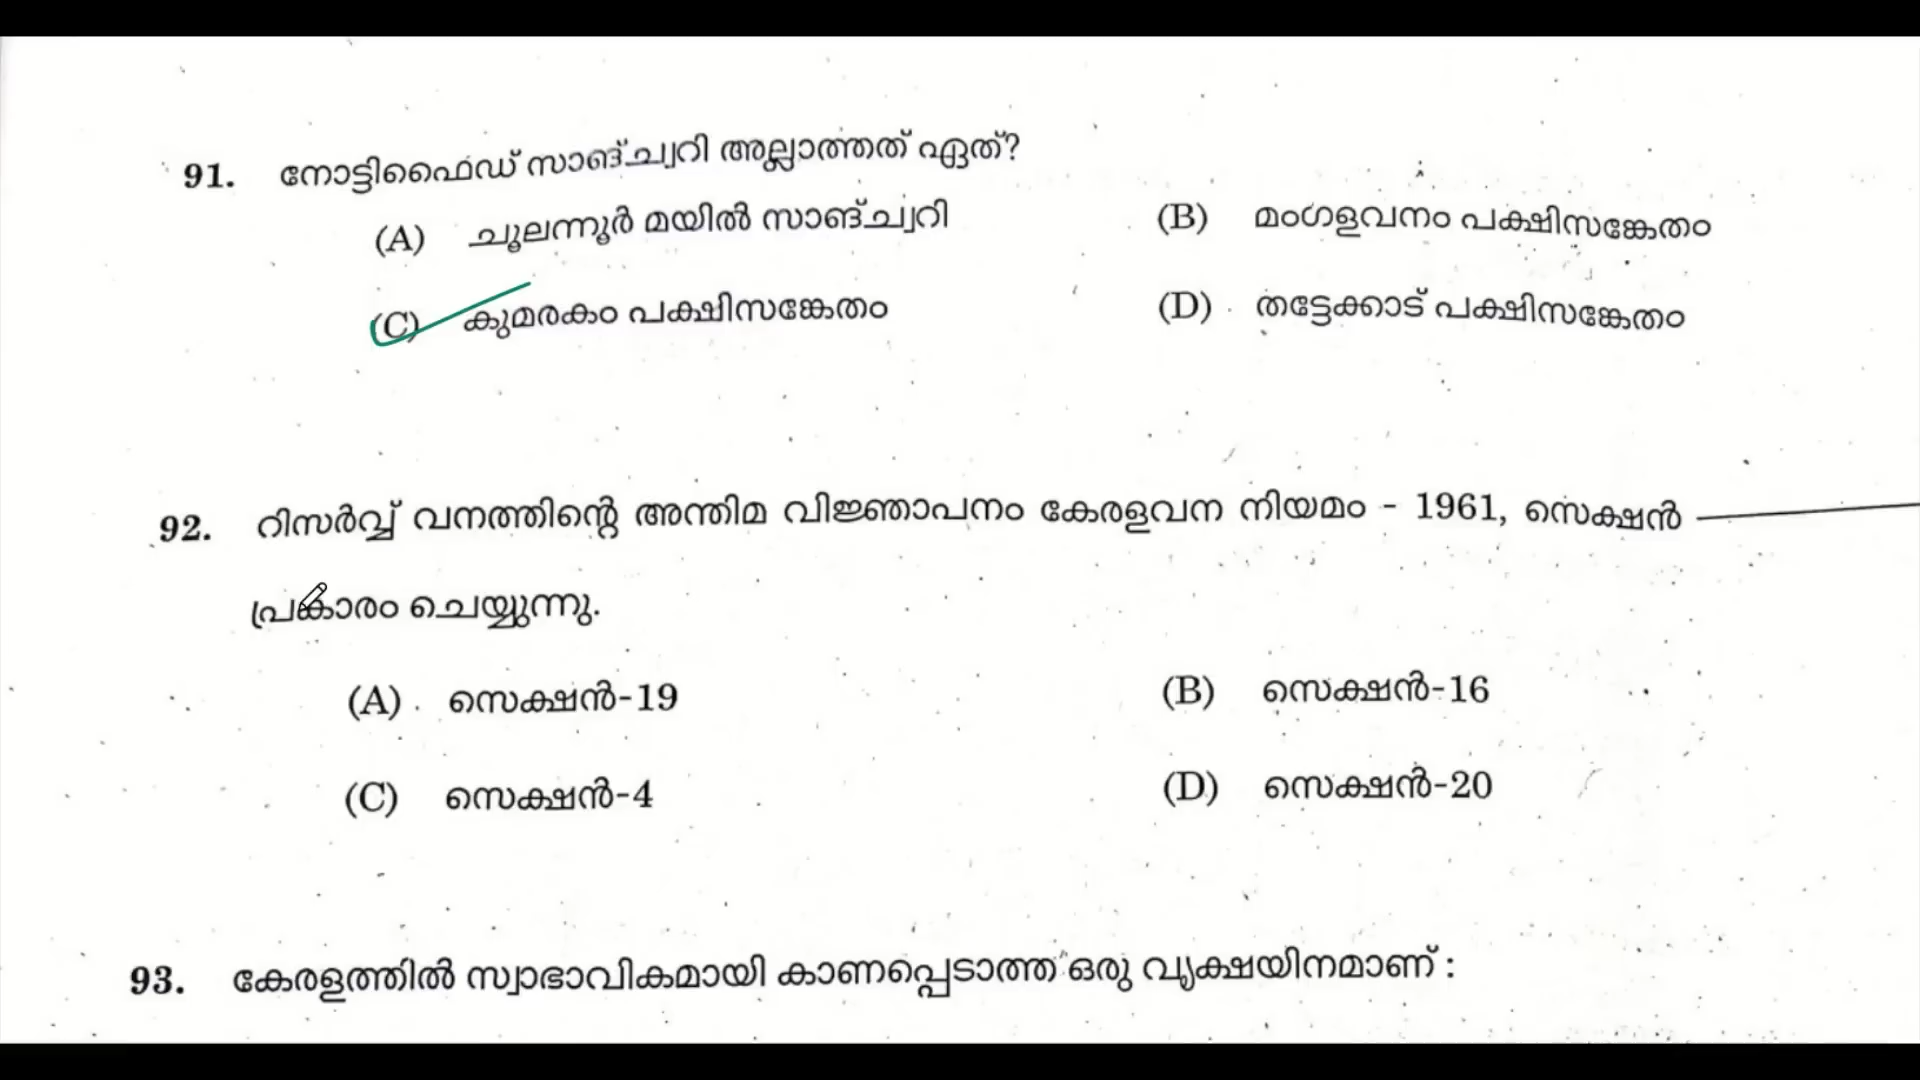 91. നോട്ടിഫൈഡ് സാങ്ച്വറി അല്ലാത്തത് ഏത്?
(A) ചൂലന്നൂർ മയിൽ സാങ്ച്വറി (B) മംഗളവനം പക്ഷിസങ്കേതം
(C) കുമരകം പക്ഷിസങ്കേതം (D) തട്ടേക്കാട് പക്ഷിസങ്കേതം
92. റിസർവ്വ് വനത്തിന്റെ അന്തിമ വിജ്ഞാപനം കേരളവന നിയമം - 1961, സെക്ഷൻ ————
പ്രകാരം ചെയ്യുന്നു.
(A) സെക്ഷൻ-19 (B) സെക്ഷൻ-16
(C) സെക്ഷൻ-4 (D) സെക്ഷൻ-20
93. കേരളത്തിൽ സ്വാഭാവികമായി കാണപ്പെടാത്ത ഒരു വൃക്ഷയിനമാണ് :